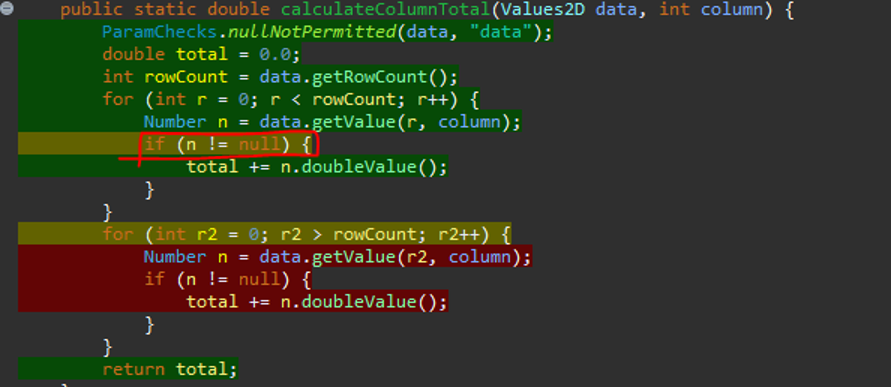 public static double calculateColumnTotal(Values2D data, int column) {
ParamChecks.nullNotPermitted(data, "data");
double total = 0.0;
int rowCount = data.getRowCount();
for (int r = 0; r < rowCount; r++) {
Number n = data.getValue(r, column);
if (n != null) {
total += n.doubleValue();
}
}
for (int r2 = 0; r2 > rowCount; r2++) {
Number n = data.getValue(r2, column);
if (n != null) {
total += n.doubleValue();
}
}
return total;
}